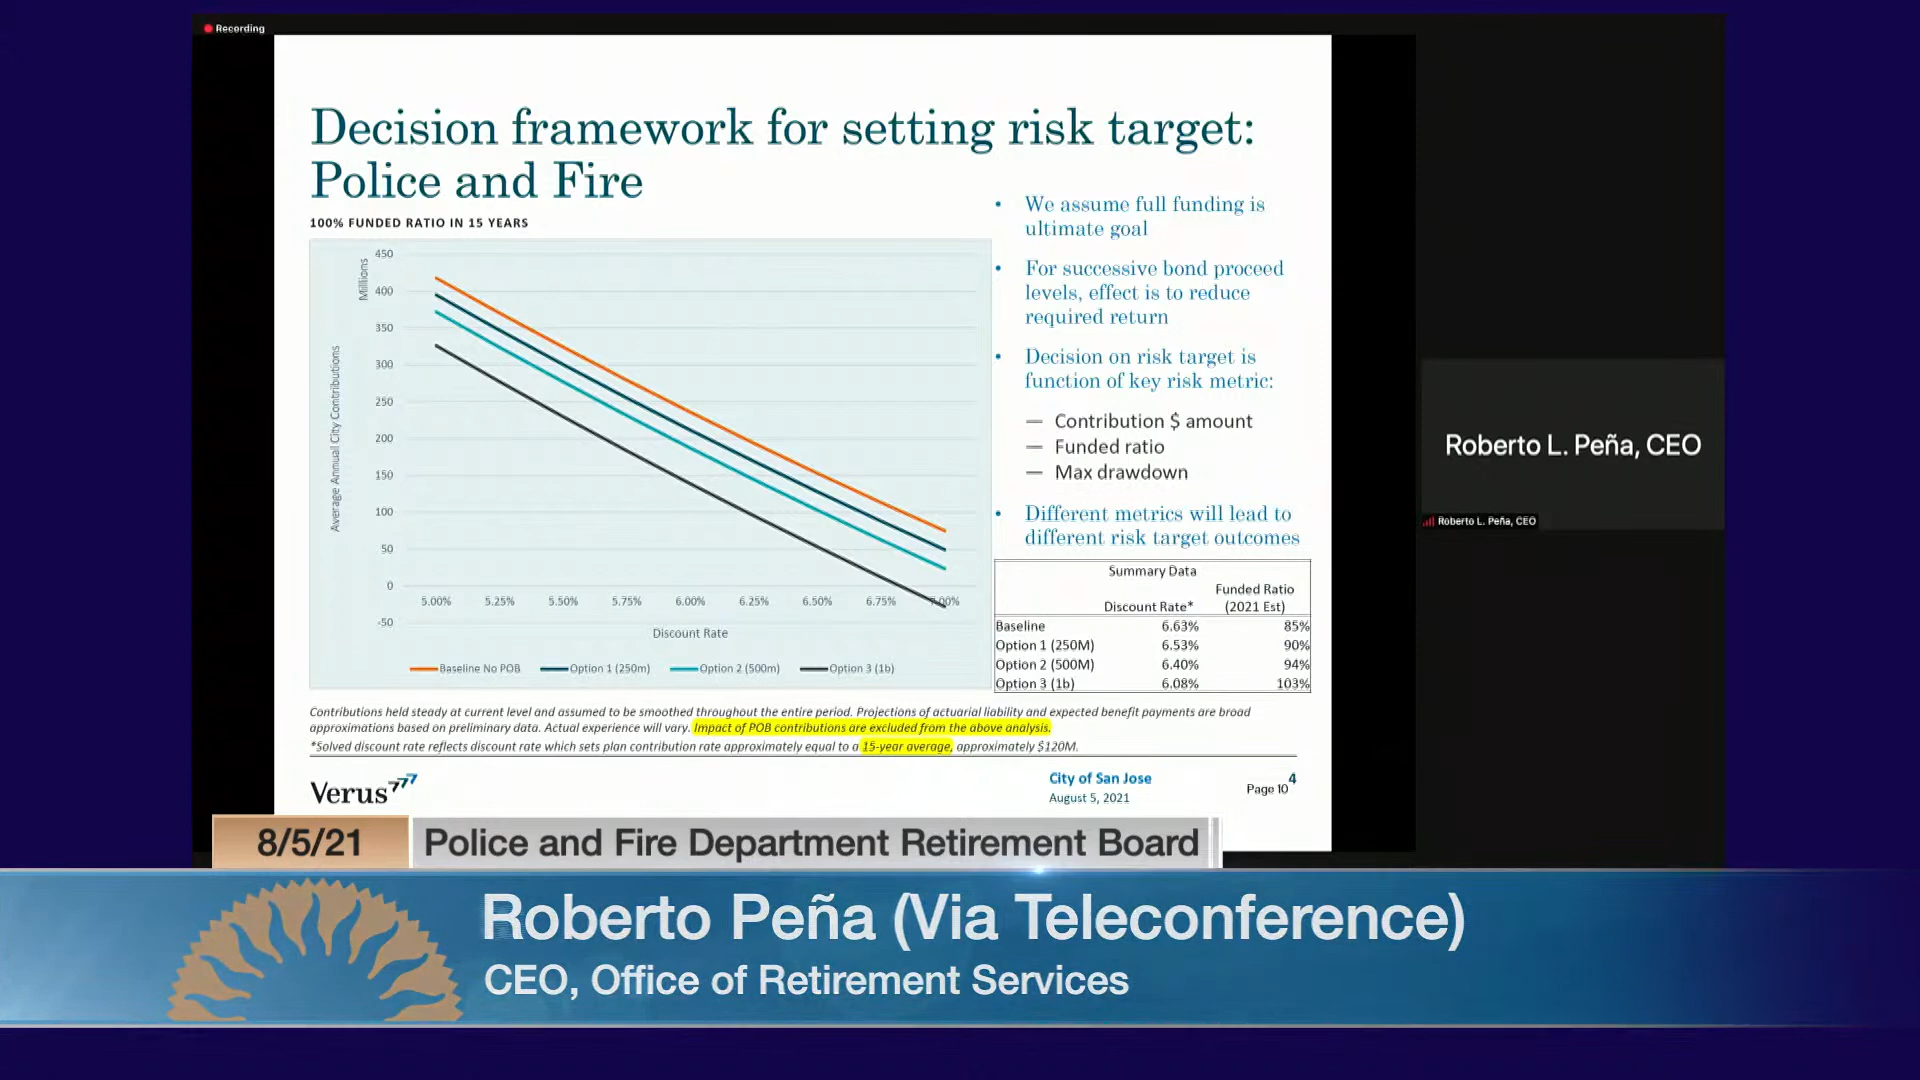 Recording
Decision framework for setting risk target:
Police and Fire
100% FUNDED RATIO IN 15 YEARS
Millions
Average Annual City Contributions
450
400
350
300
250
200
150
100
50
0
-50
5.00% 5.25% 5.50% 5.75% 6.00% 6.25% 6.50% 6.75% 7.00%
Discount Rate
Baseline No POB Option 1 (250m) Option 2 (500m) Option 3 (1b)
• We assume full funding is
ultimate goal
• For successive bond proceed
levels, effect is to reduce
required return
• Decision on risk target is
function of key risk metric:
— Contribution $ amount
— Funded ratio
— Max drawdown
• Different metrics will lead to
different risk target outcomes
Summary Data
Funded Ratio
Discount Rate* (2021 Est)
Baseline 6.63% 85%
Option 1 (250M) 6.53% 90%
Option 2 (500M) 6.40% 94%
Option 3 (1b) 6.08% 103%
Contributions held steady at current level and assumed to be smoothed throughout the entire period. Projections of actuarial liability and expected benefit payments are broad
approximations based on preliminary data. Actual experience will vary. Impact of POB contributions are excluded from the above analysis.
*Solved discount rate reflects discount rate which sets plan contribution rate approximately equal to a 15-year average, approximately $120M.
Verus777
City of San Jose
August 5, 2021
4
Page 10
Roberto L. Peña, CEO
Roberto L. Peña, CEO
8/5/21 Police and Fire Department Retirement Board
Roberto Peña (Via Teleconference)
CEO, Office of Retirement Services